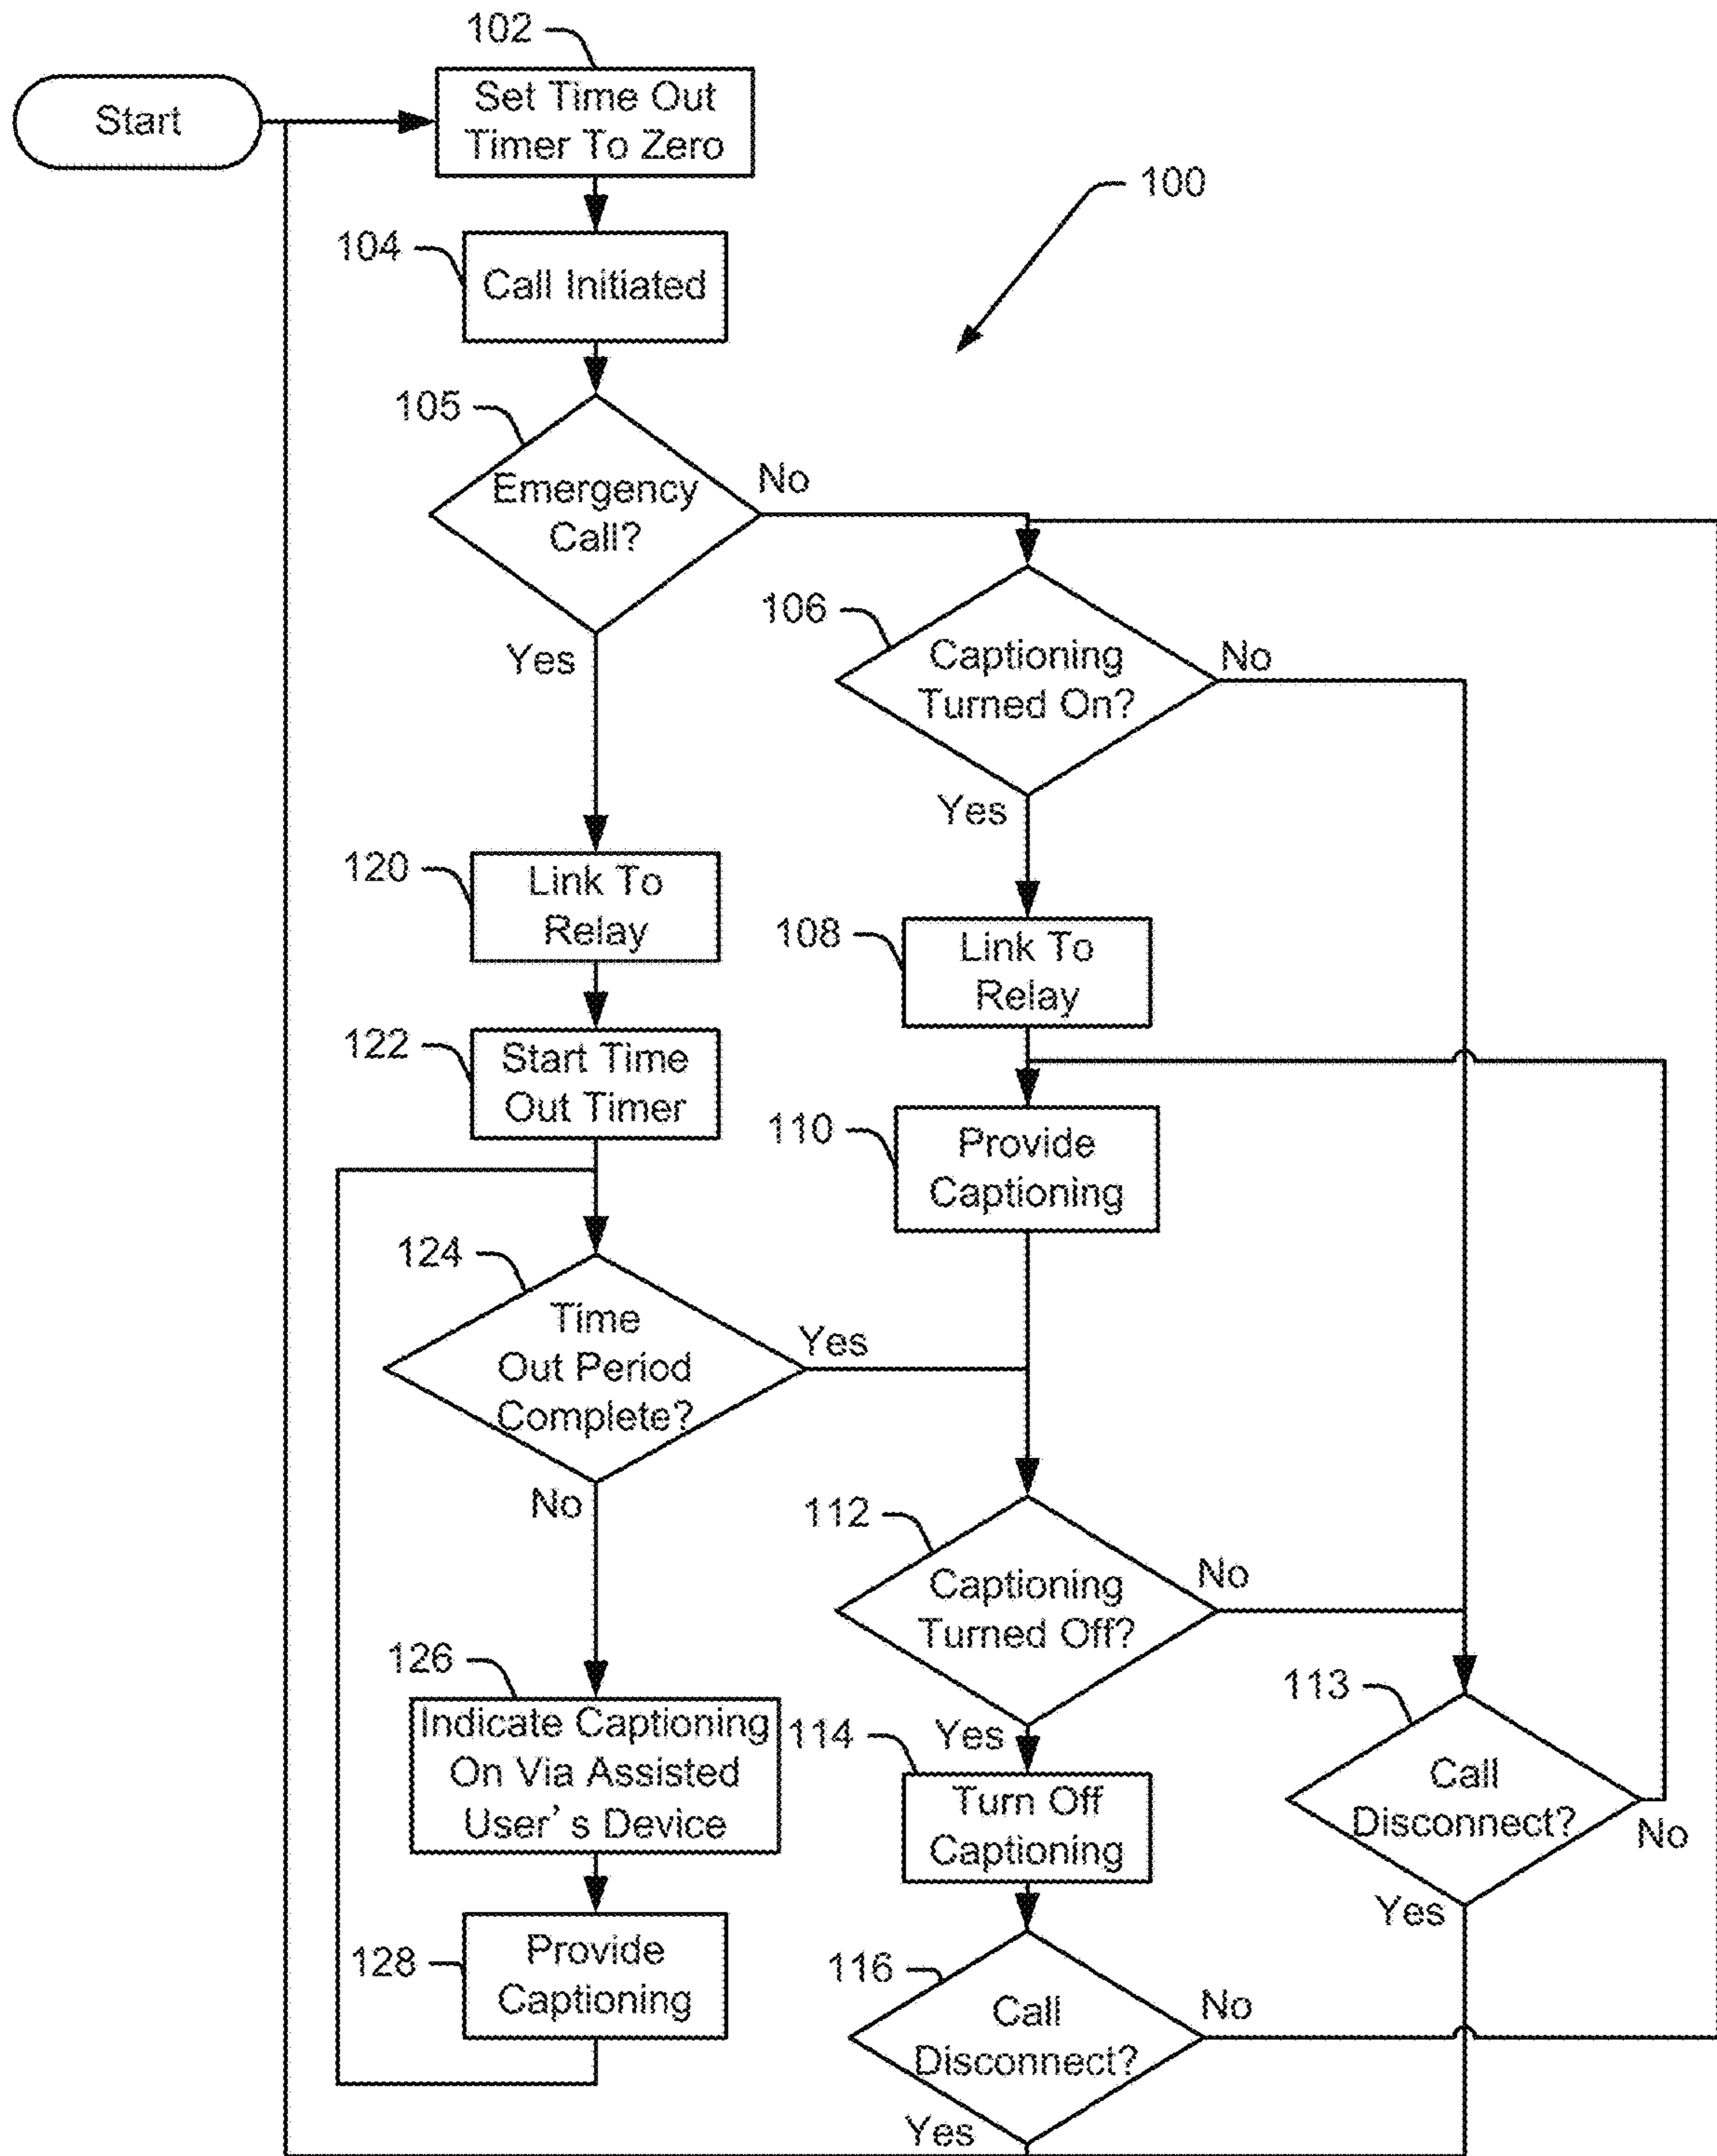 102
Start
Set Time Out
Timer To Zero
100
104
Call Initiated
105
Emergency
Call?
No
Yes
106
Captioning
Turned On?
No
Yes
120
Link To
Relay
108
Link To
Relay
122
Start Time
Out Timer
110
Provide
Captioning
124
Time
Out Period
Complete?
Yes
No
112
Captioning
Turned Off?
No
Yes
126
Indicate Captioning
On Via Assisted
User's Device
114
Turn Off
Captioning
113
Call
Disconnect?
No
Yes
128
Provide
Captioning
116
Call
Disconnect?
No
Yes